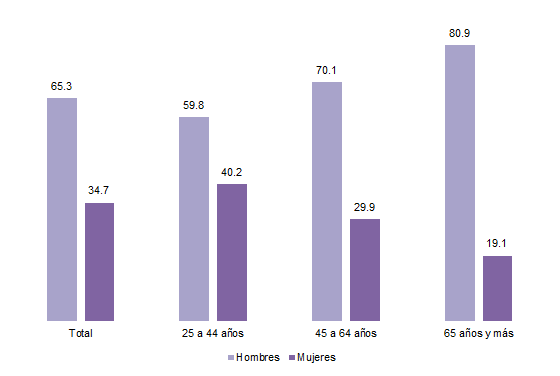 80.9
70.1
65.3
59.8
40.2
34.7
29.9
19.1
Total
25 a 44 años
45 a 64 años
65 años y más
Hombres
Mujeres